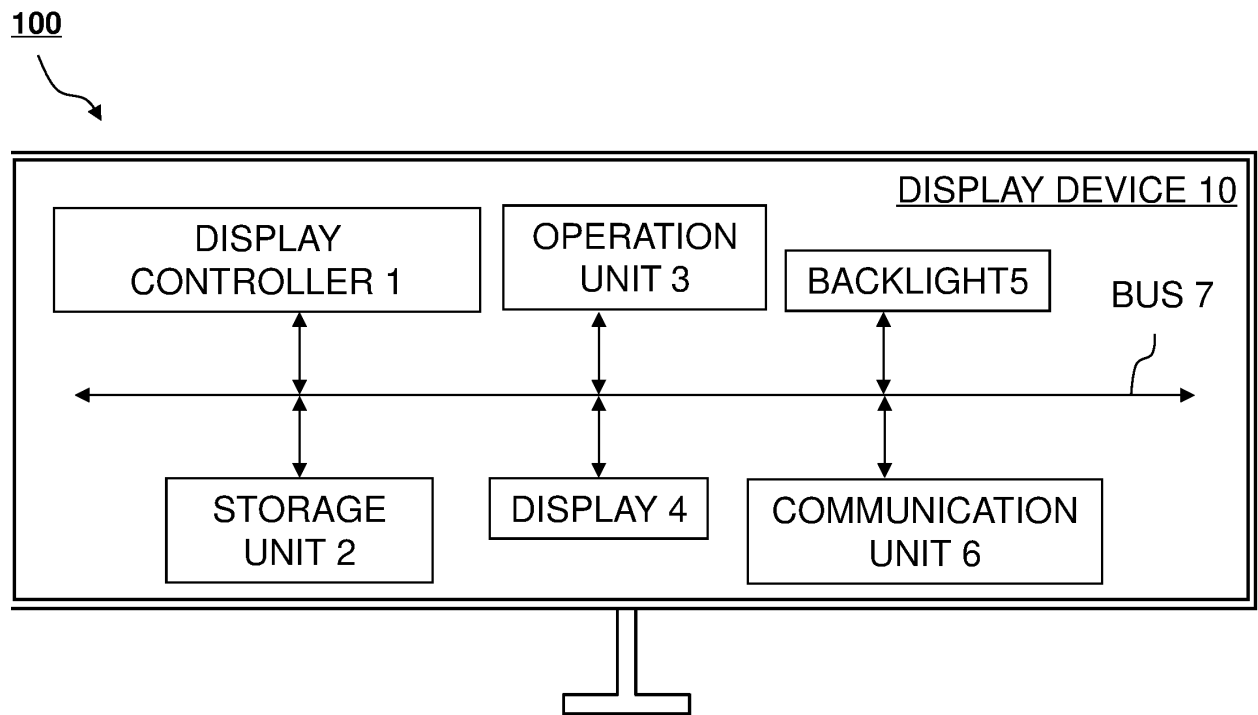 100
DISPLAY DEVICE 10
DISPLAY
CONTROLLER 1
OPERATION
UNIT 3
BACKLIGHT5
BUS 7
STORAGE
UNIT 2
DISPLAY 4
COMMUNICATION
UNIT 6